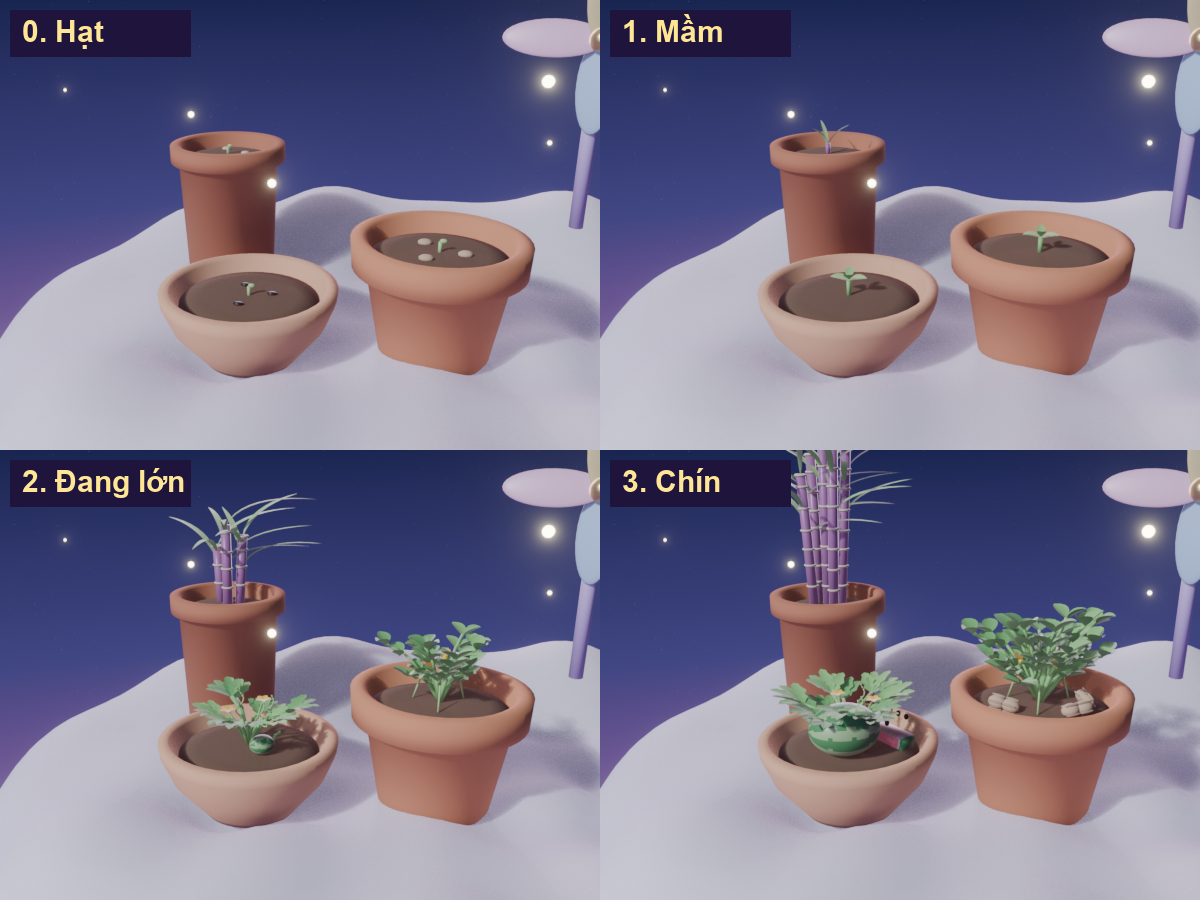 0. Hạt
1. Mầm
2. Đang lớn
3. Chín